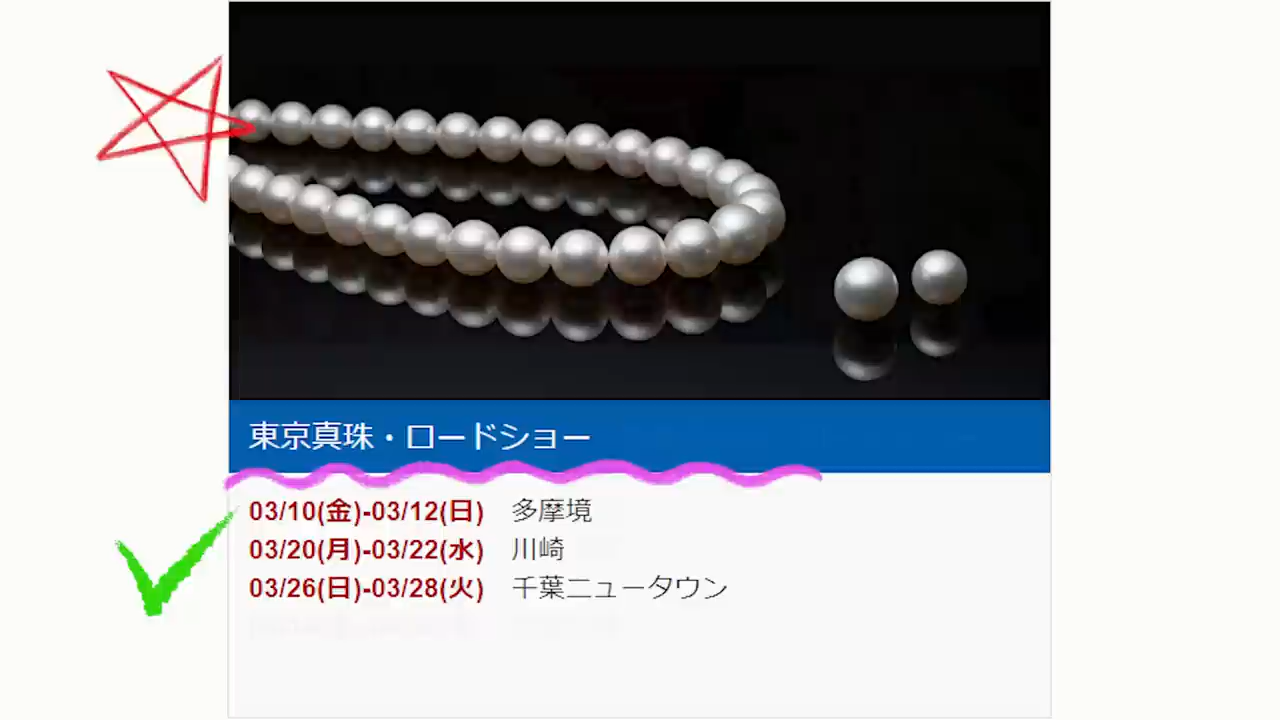 東京真珠・ロードショー
03/10(金)-03/12(日) 多摩境
03/20(月)-03/22(水) 川崎
03/26(日)-03/28(火) 千葉ニュータウン